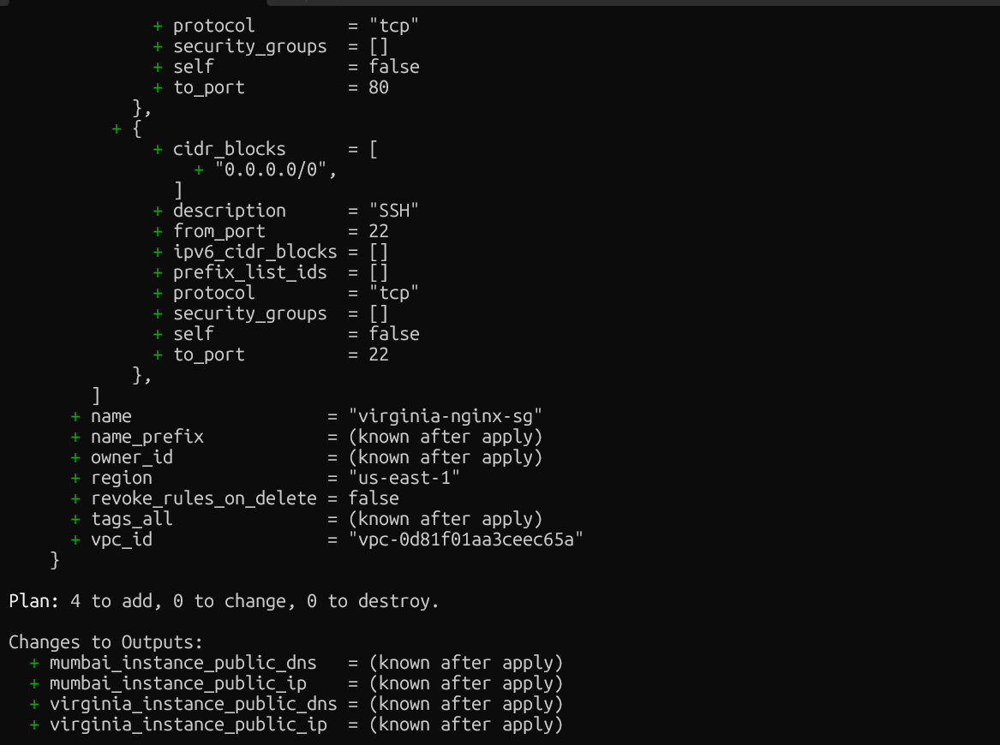 + protocol         = "tcp"
              + security_groups  = []
              + self             = false
              + to_port          = 80
            },
          + {
              + cidr_blocks      = [
                  + "0.0.0.0/0",
                ]
              + description      = "SSH"
              + from_port        = 22
              + ipv6_cidr_blocks = []
              + prefix_list_ids  = []
              + protocol         = "tcp"
              + security_groups  = []
              + self             = false
              + to_port          = 22
            },
        ]
      + name                   = "virginia-nginx-sg"
      + name_prefix            = (known after apply)
      + owner_id               = (known after apply)
      + region                 = "us-east-1"
      + revoke_rules_on_delete = false
      + tags_all               = (known after apply)
      + vpc_id                 = "vpc-0d81f01aa3ceec65a"
    }

Plan: 4 to add, 0 to change, 0 to destroy.

Changes to Outputs:
  + mumbai_instance_public_dns   = (known after apply)
  + mumbai_instance_public_ip    = (known after apply)
  + virginia_instance_public_dns = (known after apply)
  + virginia_instance_public_ip  = (known after apply)